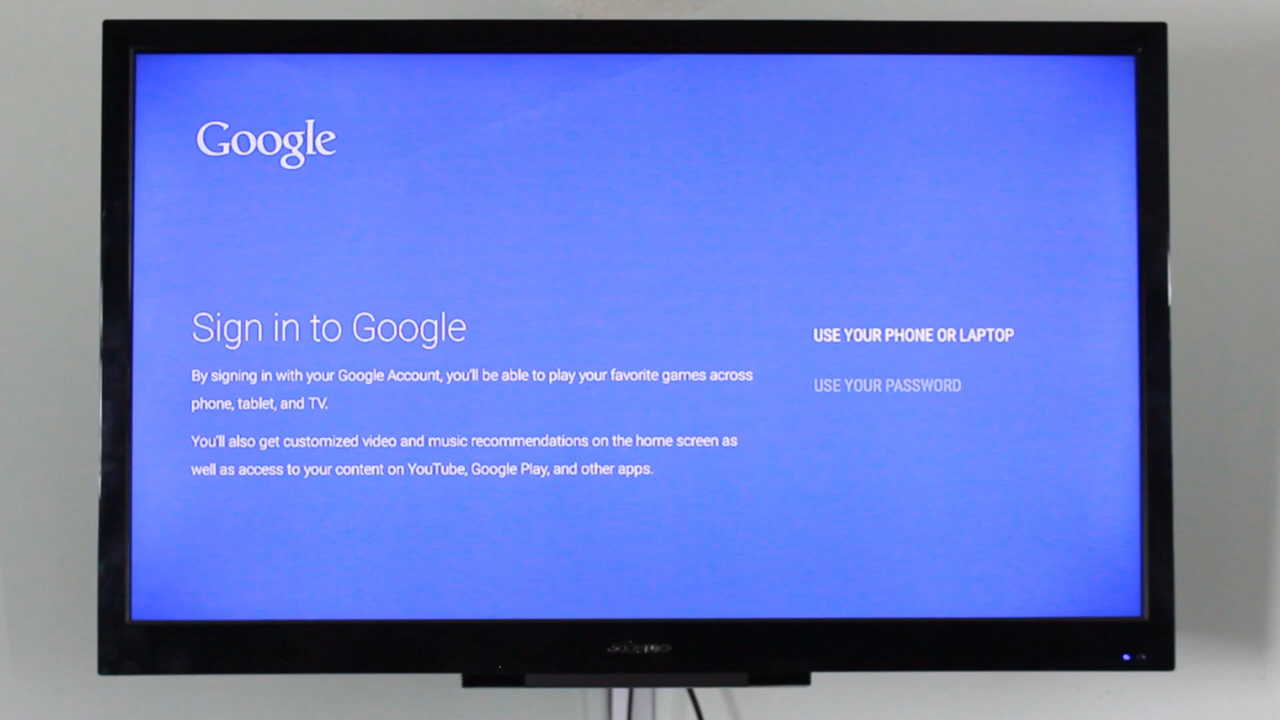 Google
Sign in to Google
By signing in with your Google Account, you'll be able to play your favorite games across
phone, tablet, and TV.
You'll also get customized video and music recommendations on the home screen as
well as access to your content on YouTube, Google Play, and other apps.
USE YOUR PHONE OR LAPTOP
USE YOUR PASSWORD